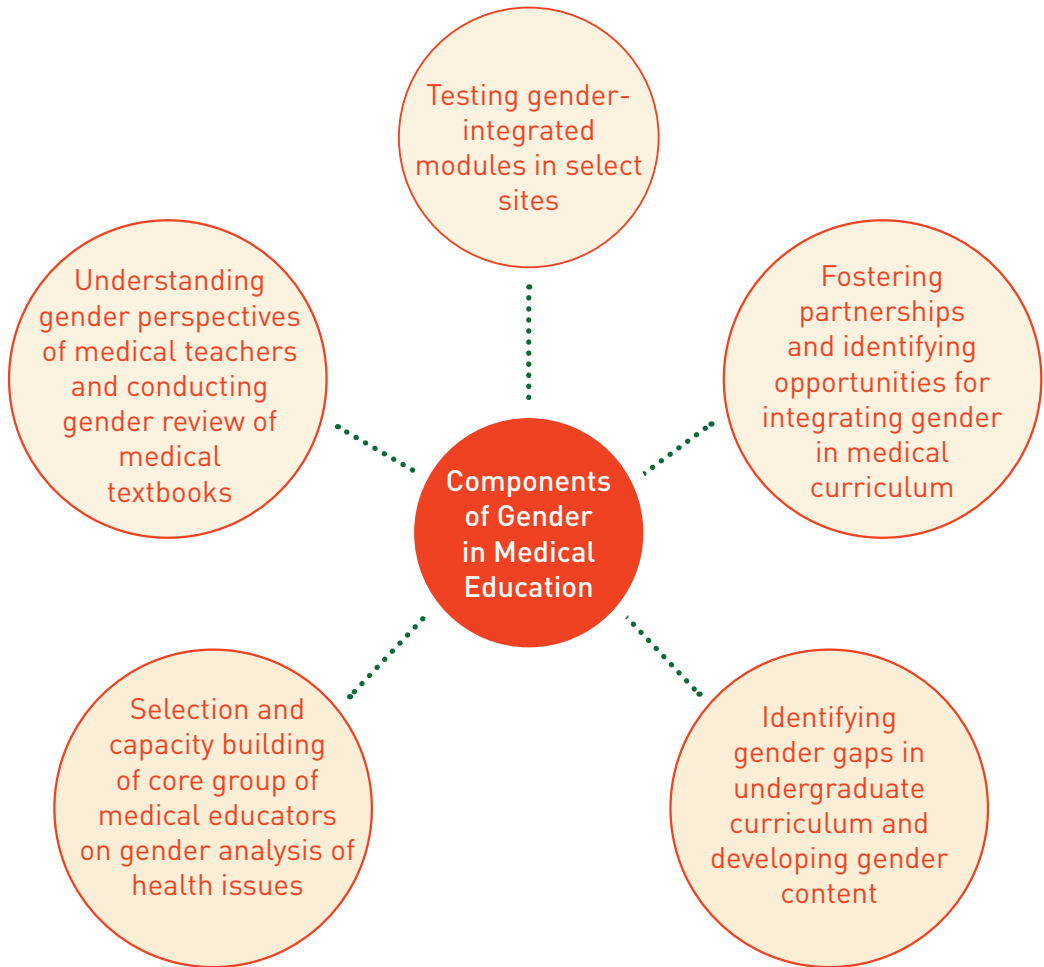 Testing gender-
integrated
modules in select
sites
Understanding
gender perspectives
of medical teachers
and conducting
gender review of
medical
textbooks
Fostering
partnerships
and identifying
opportunities for
integrating gender
in medical
curriculum
Components
of Gender
in Medical
Education
Selection and
capacity building
of core group of
medical educators
on gender analysis of
health issues
Identifying
gender gaps in
undergraduate
curriculum and
developing gender
content